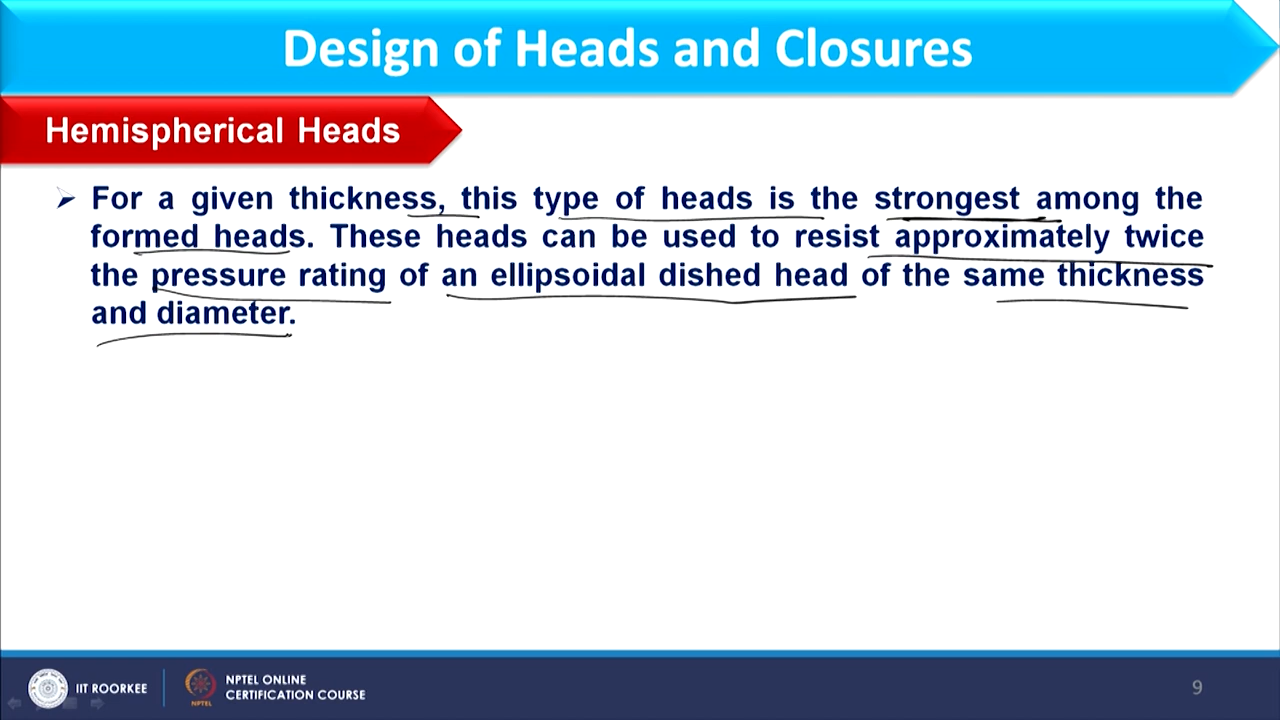 Design of Heads and Closures
Hemispherical Heads
For a given thickness, this type of heads is the strongest among the
formed heads. These heads can be used to resist approximately twice
the pressure rating of an ellipsoidal dished head of the same thickness
and diameter.
IIT ROORKEE
NPTEL
NPTEL ONLINE
CERTIFICATION COURSE
9